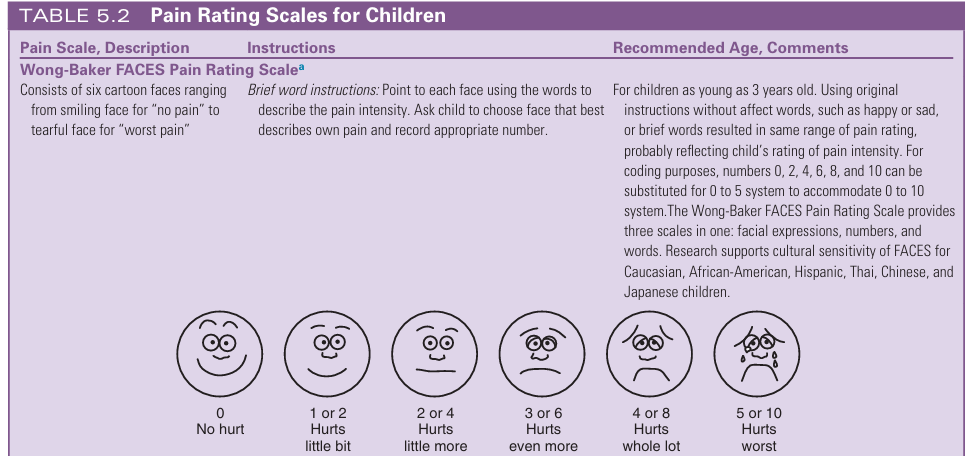 TABLE 5.2 Pain Rating Scales for Children
Pain Scale, Description Instructions Recommended Age, Comments
Wong-Baker FACES Pain Rating Scaleᵃ
Consists of six cartoon faces ranging
from smiling face for “no pain” to
tearful face for “worst pain”
Brief word instructions: Point to each face using the words to
describe the pain intensity. Ask child to choose face that best
describes own pain and record appropriate number.
For children as young as 3 years old. Using original
instructions without affect words, such as happy or sad,
or brief words resulted in same range of pain rating,
probably reflecting child’s rating of pain intensity. For
coding purposes, numbers 0, 2, 4, 6, 8, and 10 can be
substituted for 0 to 5 system to accommodate 0 to 10
system.The Wong-Baker FACES Pain Rating Scale provides
three scales in one: facial expressions, numbers, and
words. Research supports cultural sensitivity of FACES for
Caucasian, African-American, Hispanic, Thai, Chinese, and
Japanese children.
0
No hurt
1 or 2
Hurts
little bit
2 or 4
Hurts
little more
3 or 6
Hurts
even more
4 or 8
Hurts
whole lot
5 or 10
Hurts
worst